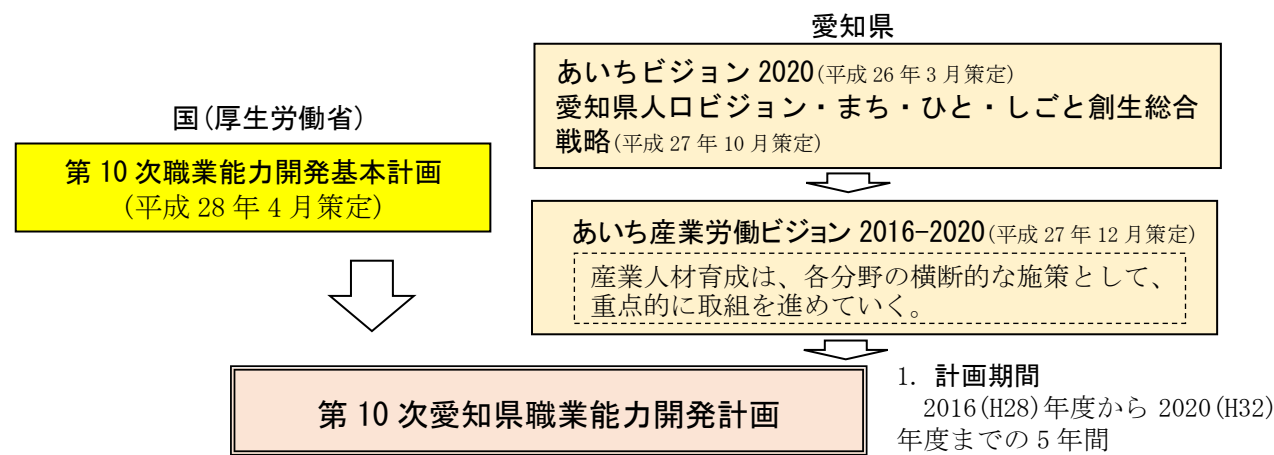 愛知県
あいちビジョン 2020(平成 26 年 3 月策定)
愛知県人口ビジョン・まち・ひと・しごと創生総合
戦略(平成 27 年 10 月策定)
国(厚生労働省)
第 10 次職業能力開発基本計画
(平成 28 年 4 月策定)
あいち産業労働ビジョン 2016-2020(平成 27 年 12 月策定)
産業人材育成は、各分野の横断的な施策として、
重点的に取組を進めていく。
第 10 次愛知県職業能力開発計画
1. 計画期間
2016(H28)年度から 2020(H32)
年度までの 5 年間